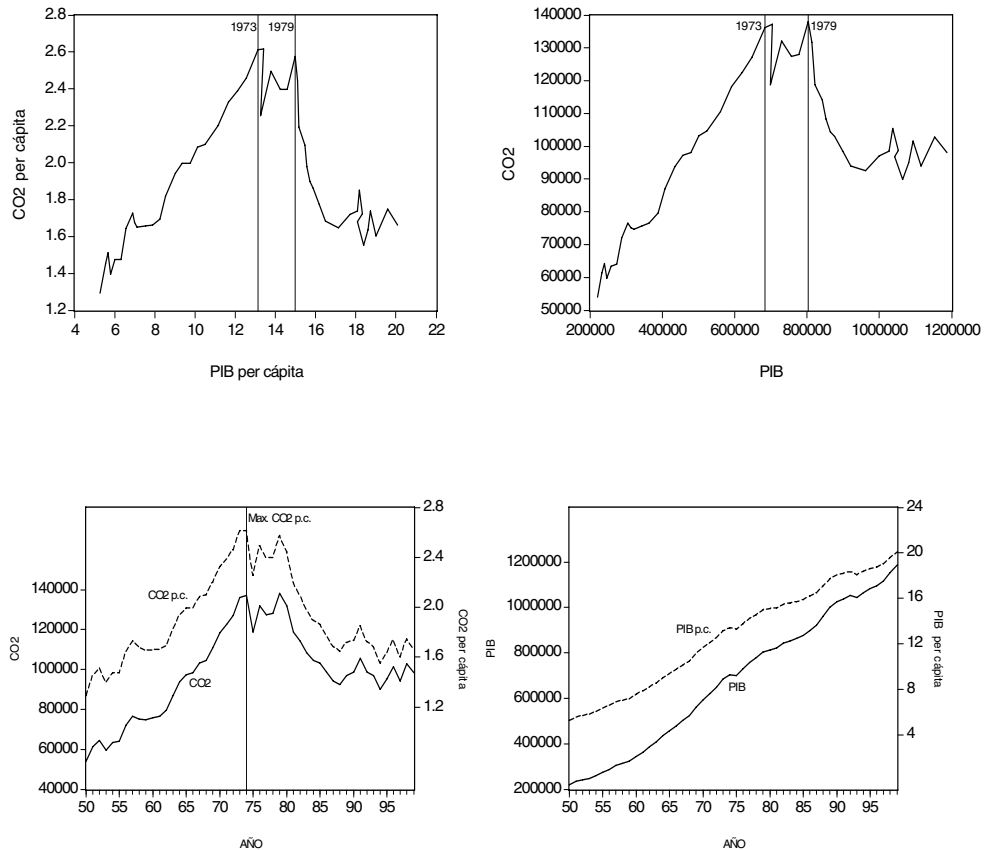 2.8
2.6
2.4
2.2
2.0
1.8
1.6
1.4
1.2
CO2 per cápita
1973 1979
4 6 8 10 12 14 16 18 20 22
PIB per cápita
140000
130000
120000
110000
100000
90000
80000
70000
60000
50000
CO2
1973 1979
200000 400000 600000 800000 1000000 1200000
PIB
140000
120000
100000
80000
60000
40000
CO2
Max. CO2 p.c.
CO2 p.c.
CO2
2.8
2.4
2.0
1.6
1.2
CO2 per cápita
50 55 60 65 70 75 80 85 90 95
AÑO
1200000
1000000
800000
600000
400000
200000
PIB
PIB p.c.
PIB
24
20
16
12
8
4
PIB per cápita
50 55 60 65 70 75 80 85 90 95
AÑO